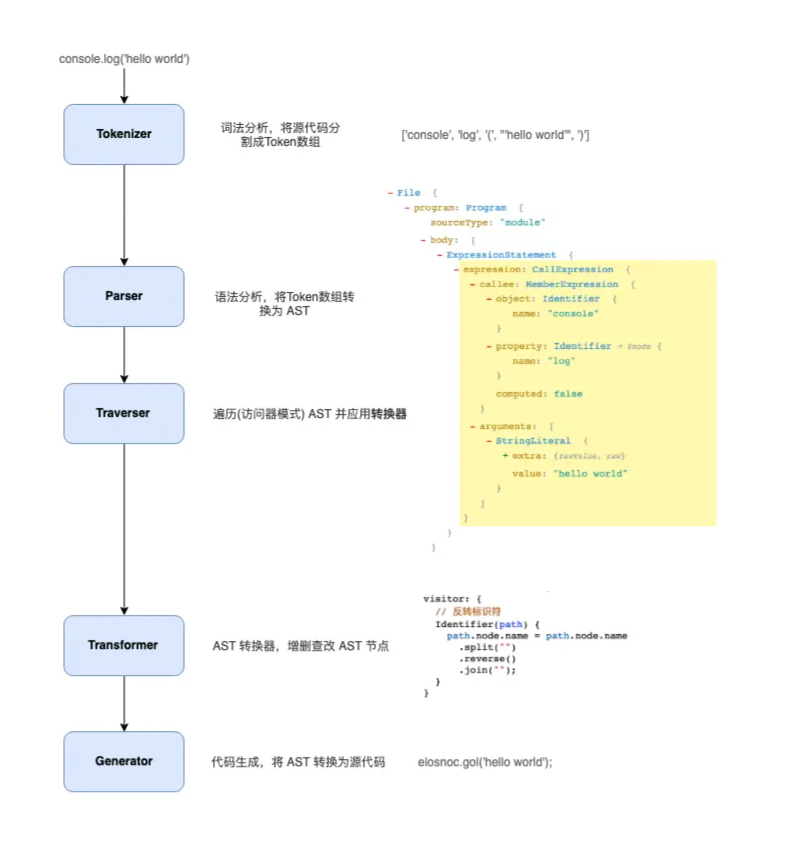 console.log('hello world')
Tokenizer
词法分析，将源代码分
割成Token数组
['console', 'log', '(', "'hello world'", ')']
Parser
语法分析，将Token数组转
换为 AST
- File {
- program: Program {
sourceType: "module"
- body: [
- ExpressionStatement {
- expression: CallExpression {
- callee: MemberExpression {
- object: Identifier {
name: "console"
}
- property: Identifier = $node {
name: "log"
}
computed: false
}
- arguments: [
- StringLiteral {
+ extra: {rawValue, raw}
value: "hello world"
}
]
}
}
]
Traverser
遍历(访问器模式) AST 并应用转换器
Transformer
AST 转换器，增删查改 AST 节点
visitor: {
// 反转标识符
Identifier(path) {
path.node.name = path.node.name
.split("")
.reverse()
.join("");
}
}
Generator
代码生成，将 AST 转换为源代码
elosnoc.gol('hello world');